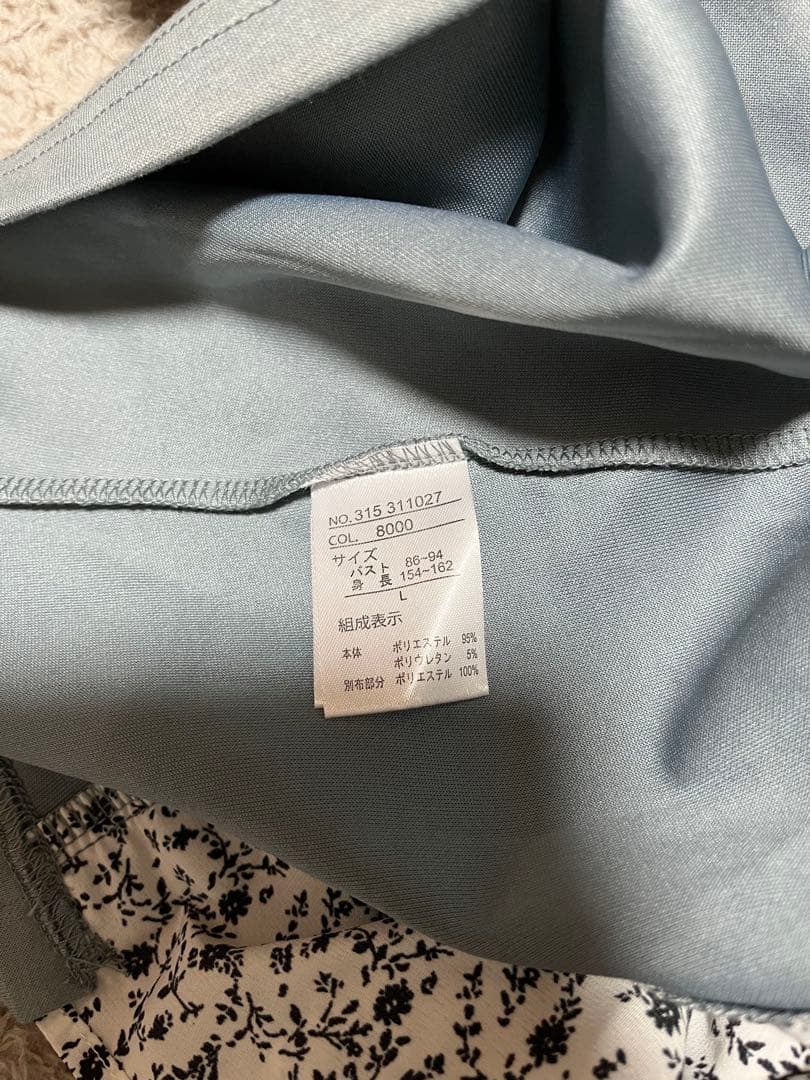 NO. 315 311027
COL. 8000
サイズ
バスト 86~94
身長 154~162
L
組成表示
本体 ポリエステル 95%
ポリウレタン 5%
別布部分 ポリエステル 100%